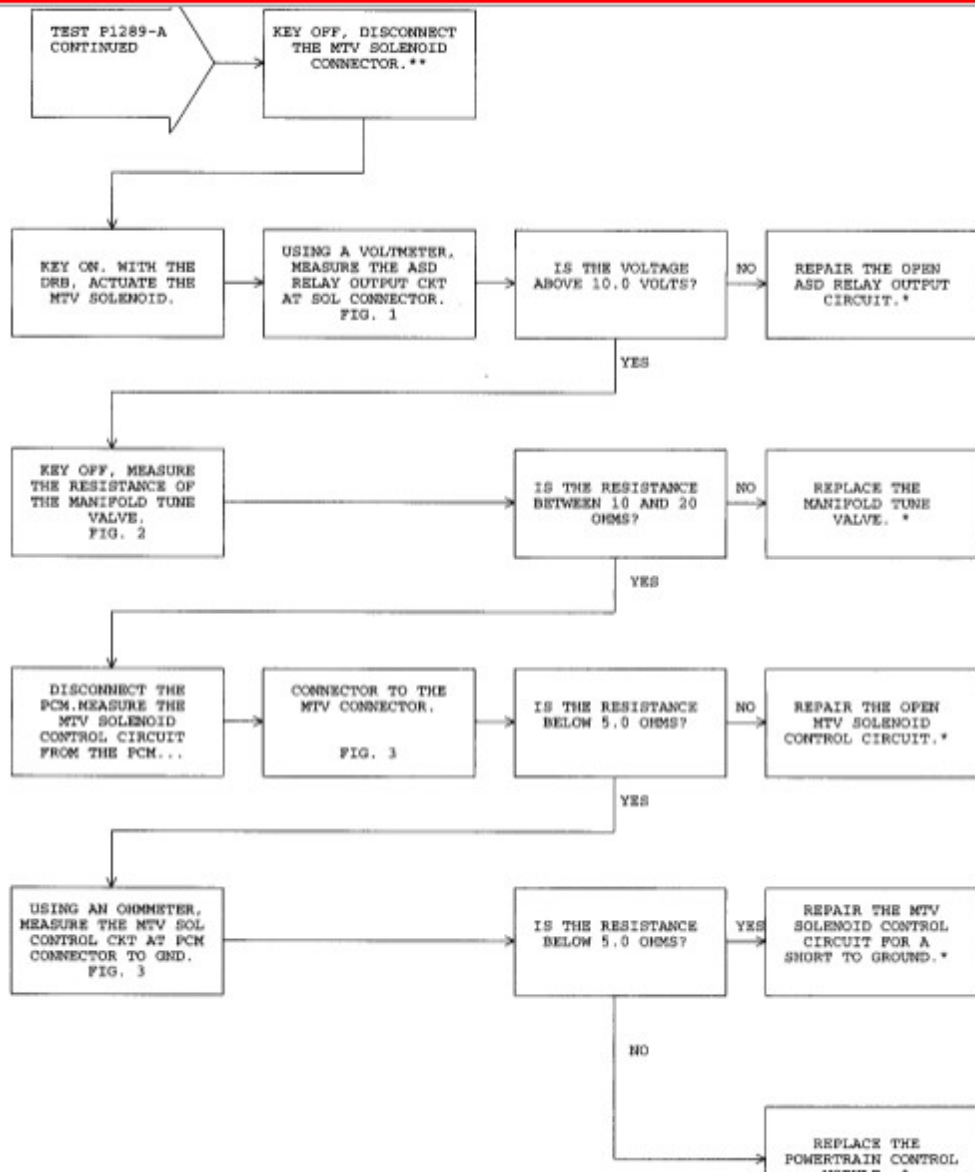 TEST P1289-A
CONTINUED
KEY OFF, DISCONNECT
THE MTV SOLENOID
CONNECTOR.**
KEY ON. WITH THE
DRB, ACTUATE THE
MTV SOLENOID.
USING A VOLTMETER,
MEASURE THE ASD
RELAY OUTPUT CKT
AT SOL CONNECTOR.
FIG. 1
IS THE VOLTAGE
ABOVE 10.0 VOLTS?
NO
REPAIR THE OPEN
ASD RELAY OUTPUT
CIRCUIT.*
YES
KEY OFF, MEASURE
THE RESISTANCE OF
THE MANIFOLD TUNE
VALVE.
FIG. 2
IS THE RESISTANCE
BETWEEN 10 AND 20
OHMS?
NO
REPLACE THE
MANIFOLD TUNE
VALVE. *
YES
DISCONNECT THE
PCM.MEASURE THE
MTV SOLENOID
CONTROL CIRCUIT
FROM THE PCM...
CONNECTOR TO THE
MTV CONNECTOR.
FIG. 3
IS THE RESISTANCE
BELOW 5.0 OHMS?
NO
REPAIR THE OPEN
MTV SOLENOID
CONTROL CIRCUIT.*
YES
USING AN OHMMETER,
MEASURE THE MTV SOL
CONTROL CKT AT PCM
CONNECTOR TO GND.
FIG. 3
IS THE RESISTANCE
BELOW 5.0 OHMS?
YES
REPAIR THE MTV
SOLENOID CONTROL
CIRCUIT FOR A
SHORT TO GROUND.*
NO
REPLACE THE
POWERTRAIN CONTROL